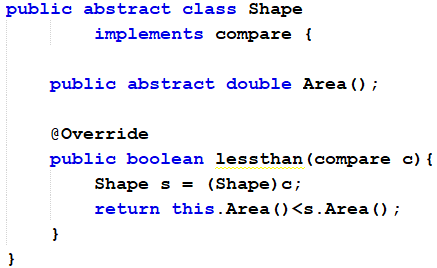 public abstract class Shape
        implements compare {
    public abstract double Area();
    @Override
    public boolean lessthan(compare c){
        Shape s = (Shape)c;
        return this.Area()<s.Area();
    }
}